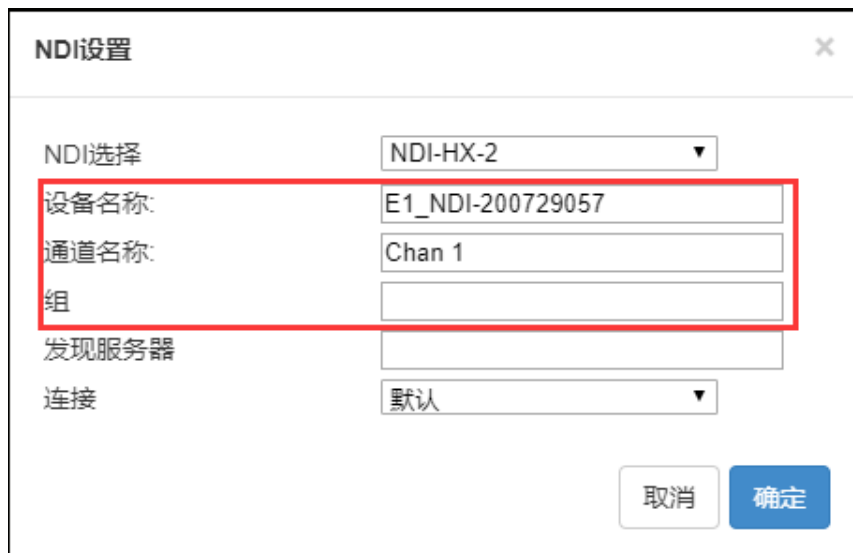 NDI设置 ×
NDI选择 NDI-HX-2 ▼
设备名称: E1_NDI-200729057
通道名称: Chan 1
组
发现服务器
连接 默认 ▼
取消 确定